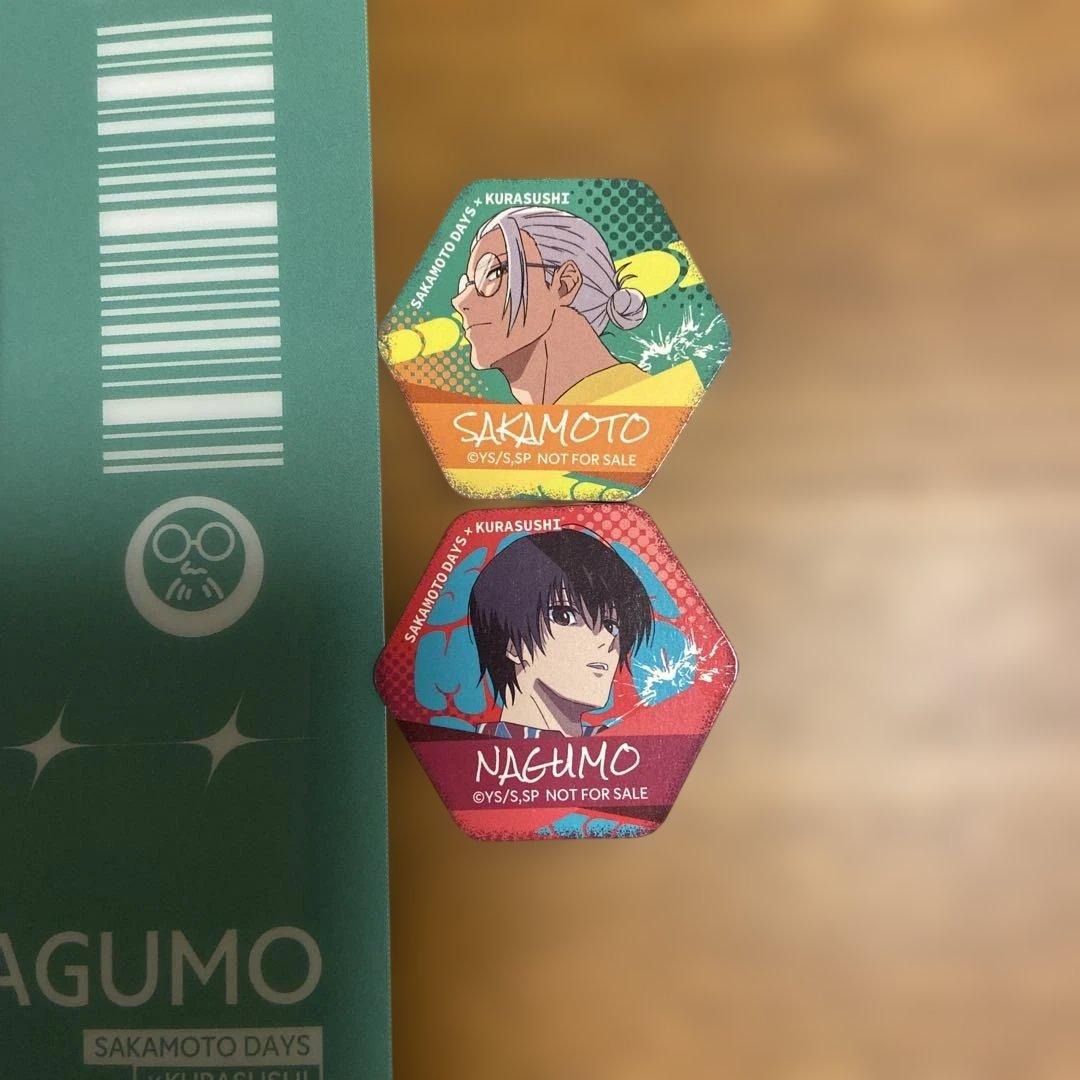 SAKAMOTO DAYS × KURASUSHI
SAKAMOTO
©YS/S,SP NOT FOR SALE
SAKAMOTO DAYS × KURASUSHI
NAGUMO
©YS/S,SP NOT FOR SALE
AGUMO
SAKAMOTO DAYS
×KURASUSHI